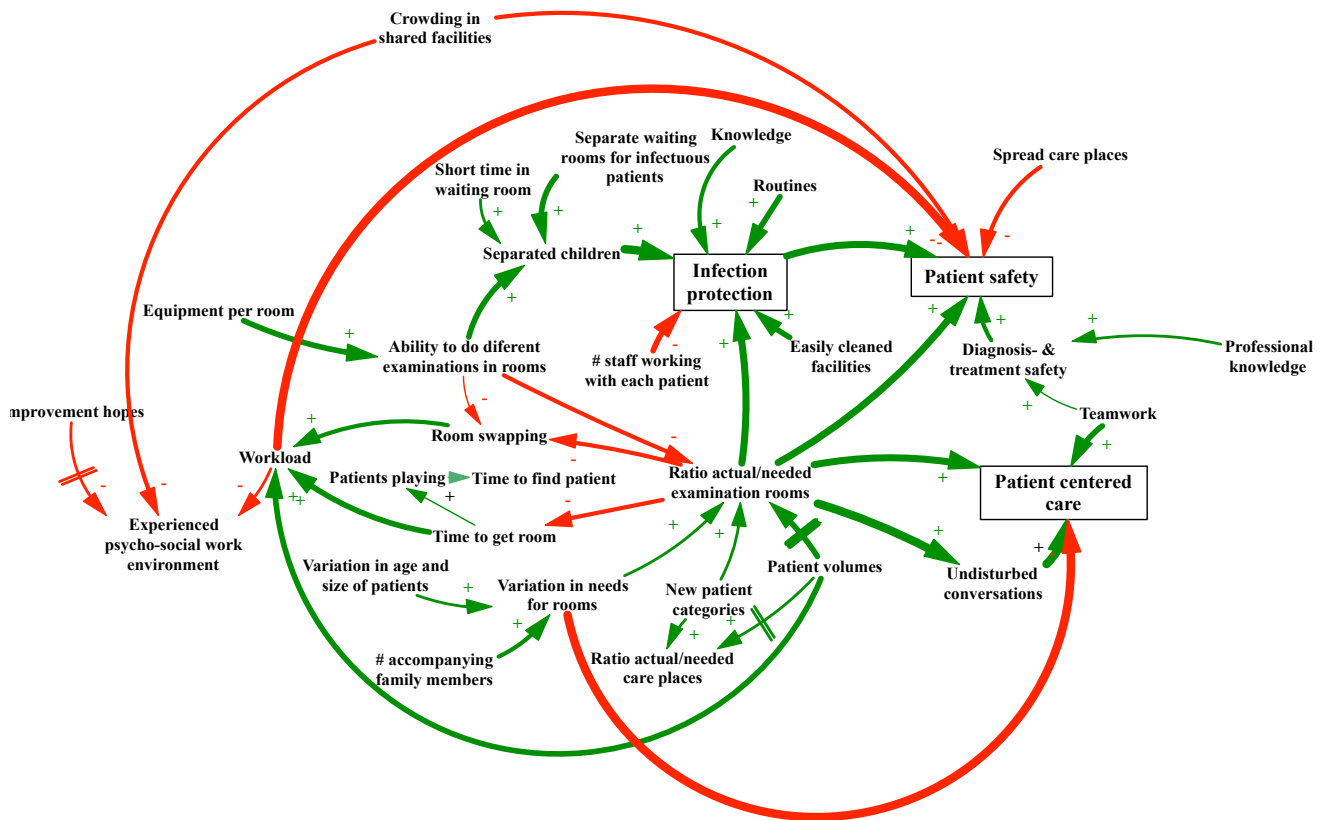 Crowding in
shared facilities
Separate waiting
rooms for infectuous
patients
Knowledge
Spread care places
Short time in
waiting room
Routines
Separated children
Infection
protection
Patient safety
Equipment per room
Ability to do diferent
examinations in rooms
# staff working
with each patient
Easily cleaned
facilities
Diagnosis- &
treatment safety
Professional
knowledge
mprovement hopes
Teamwork
Room swapping
Workload
Patients playing
Time to find patient
Ratio actual/needed
examination rooms
Patient centered
care
Experienced
psycho-social work
environment
Time to get room
Patient volumes
Undisturbed
conversations
Variation in age and
size of patients
Variation in needs
for rooms
New patient
categories
# accompanying
family members
Ratio actual/needed
care places